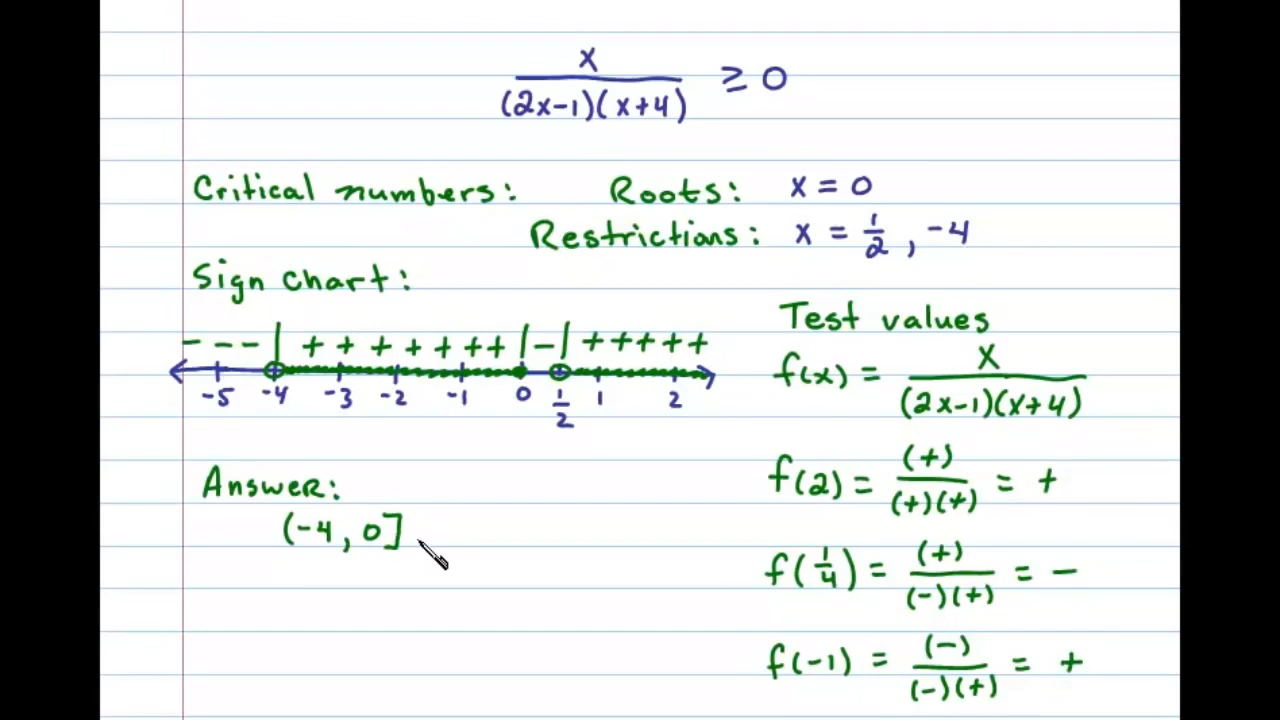 x
(2x-1)(x+4) ≥ 0
Critical numbers: Roots: x = 0
Restrictions: x = 1/2, -4
Sign Chart:
- - - | + + + + + + + | - | + + + + +
-5 -4 -3 -2 -1 0 1/2 1 2
Answer:
(-4, 0]
Test values
f(x) = x/(2x-1)(x+4)
f(2) = (+)/(+)(+) = +
f(1/4) = (+)/(-)(+) = -
f(-1) = (-)/(-)(+) = +